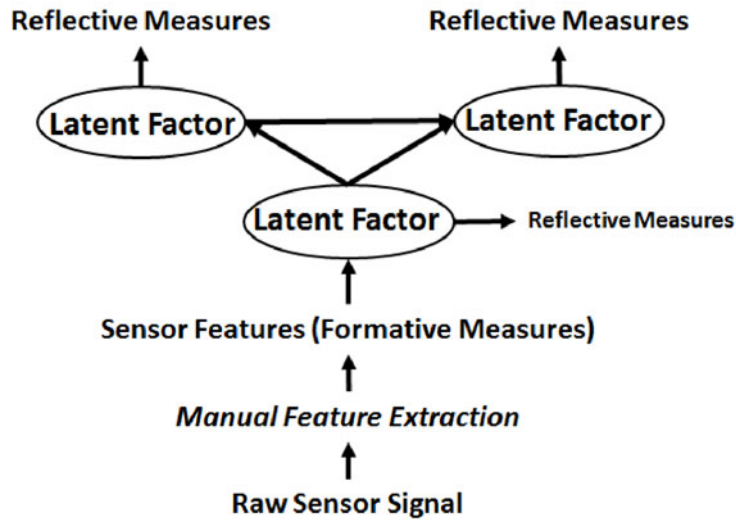 Reflective Measures
Reflective Measures
Latent Factor
Latent Factor
Latent Factor
Reflective Measures
Sensor Features (Formative Measures)
Manual Feature Extraction
Raw Sensor Signal